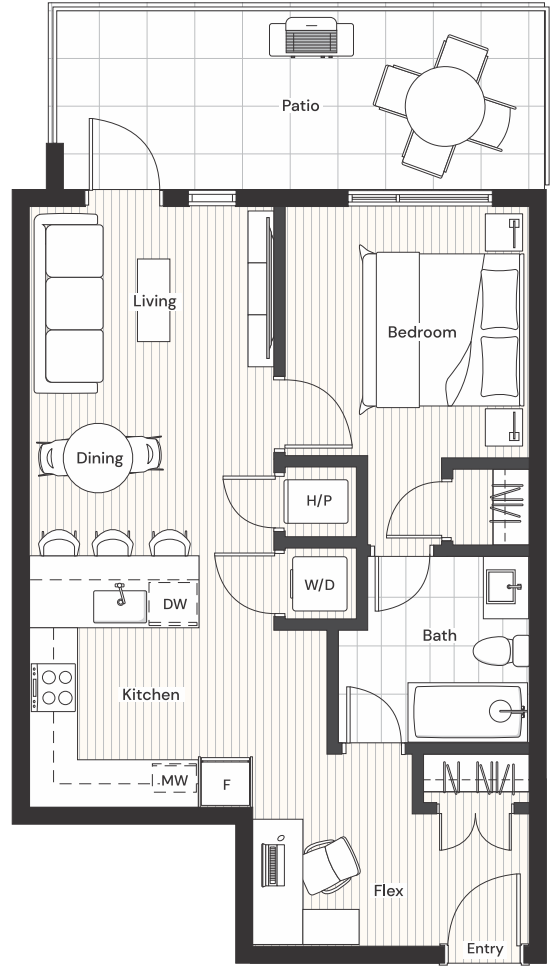 Patio
Living
Bedroom
Dining
H/P
W/D
DW
Bath
Kitchen
MW
F
Flex
Entry